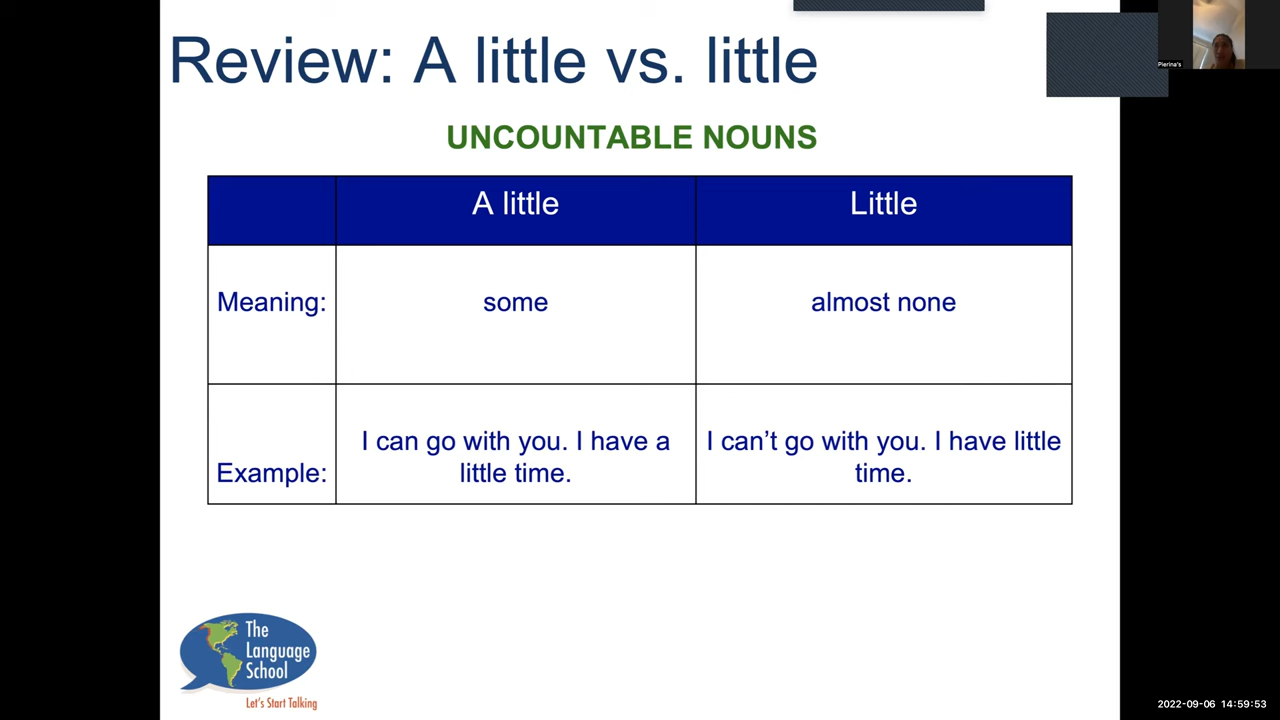 Review: A little vs. little
Pierina's
UNCOUNTABLE NOUNS
A little
Little
Meaning:
some
almost none
Example:
I can go with you. I have a
little time.
I can’t go with you. I have little
time.
The
Language
School
Let's Start Talking
2022-09-06 14:59:53